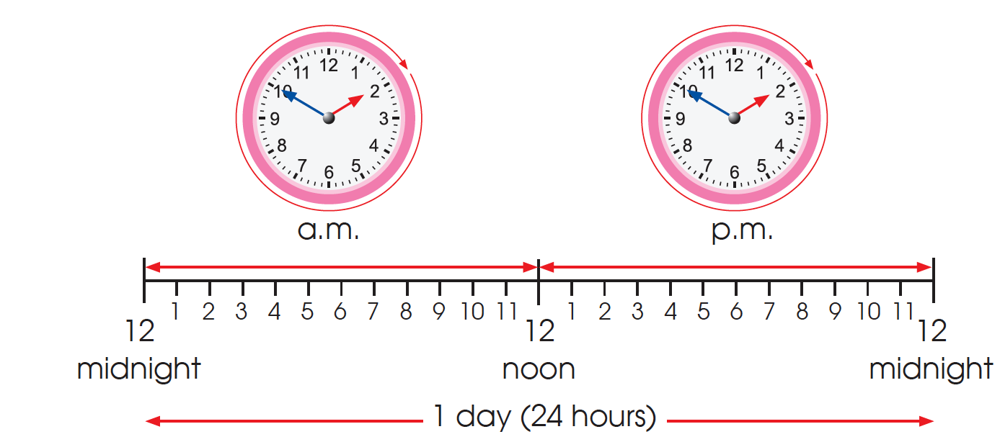 12 1 2 3 4 5 6 7 8 9 10 11
12 1 2 3 4 5 6 7 8 9 10 11
a.m. p.m.
1 2 3 4 5 6 7 8 9 10 11 1 2 3 4 5 6 7 8 9 10 11
12 12 12
midnight noon midnight
1 day (24 hours)